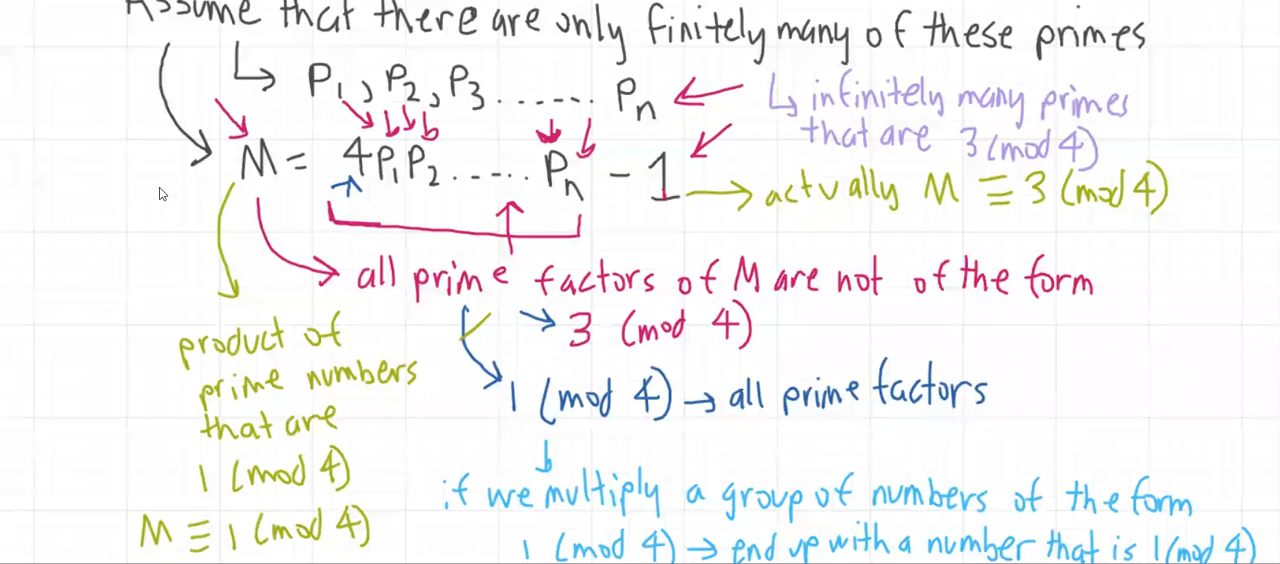 Assume that there are only finitely many of these primes
P₁, P₂, P₃ ....... Pₙ
↳ infinitely many primes
that are 3 (mod 4)
M = 4P₁P₂ ....... Pₙ - 1
→ actually M ≡ 3 (mod 4)
all prime factors of M are not of the form
3 (mod 4)
product of
prime numbers
that are
1 (mod 4)
M ≡ 1 (mod 4)
1 (mod 4) → all prime factors
if we multiply a group of numbers of the form
1 (mod 4) → end up with a number that is 1 (mod 4)